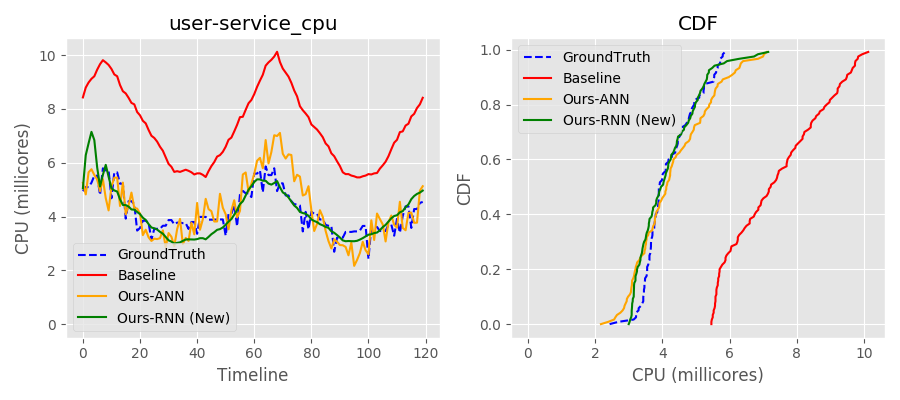 user-service_cpu
CPU (millicores)
10
8
6
4
2
0
GroundTruth
Baseline
Ours-ANN
Ours-RNN (New)
0 20 40 60 80 100 120
Timeline
CDF
CDF
1.0
0.8
0.6
0.4
0.2
0.0
GroundTruth
Baseline
Ours-ANN
Ours-RNN (New)
0 2 4 6 8 10
CPU (millicores)